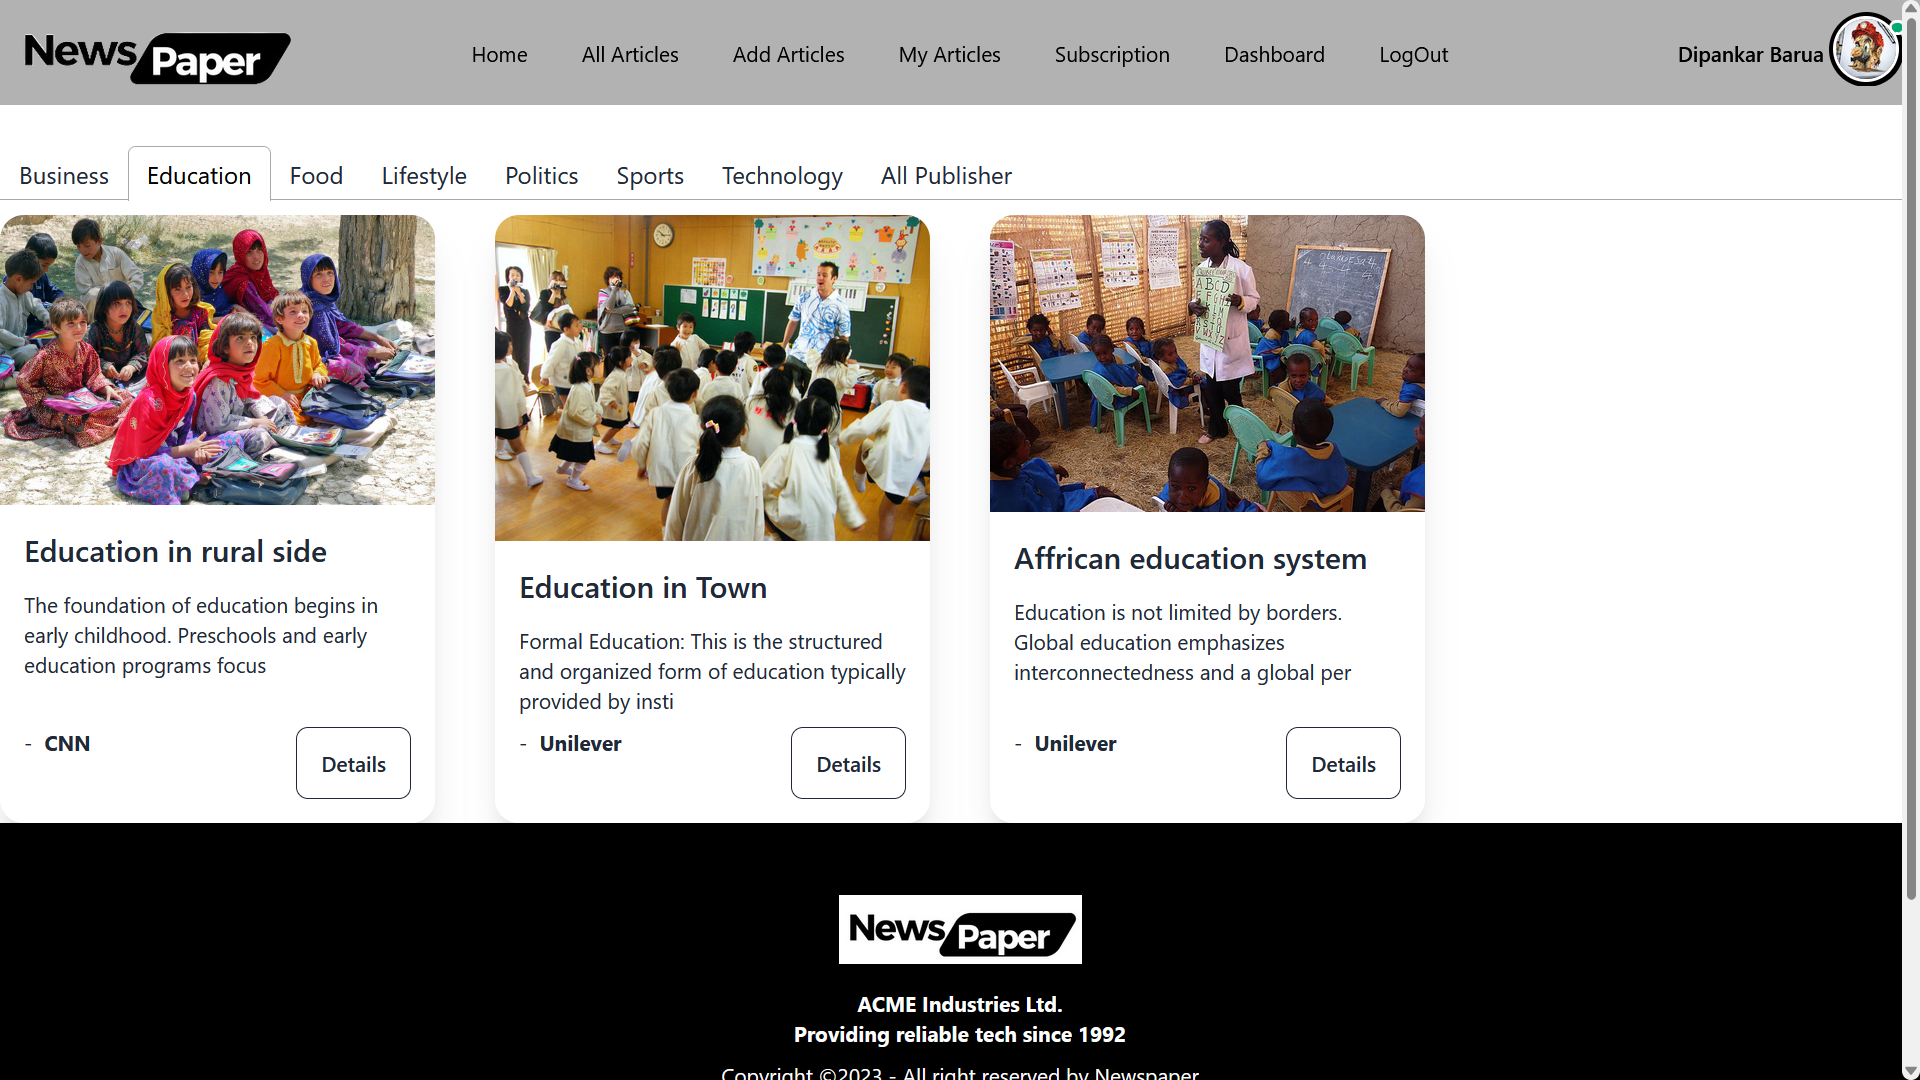 News Paper
Home
All Articles
Add Articles
My Articles
Subscription
Dashboard
LogOut
Dipankar Barua
Business
Education
Food
Lifestyle
Politics
Sports
Technology
All Publisher
Education in rural side
The foundation of education begins in
early childhood. Preschools and early
education programs focus
- CNN
Details
Education in Town
Formal Education: This is the structured
and organized form of education typically
provided by insti
- Unilever
Details
Affrican education system
Education is not limited by borders.
Global education emphasizes
interconnectedness and a global per
- Unilever
Details
News Paper
ACME Industries Ltd.
Providing reliable tech since 1992
Copyright ©2023 - All right reserved by Newspaper